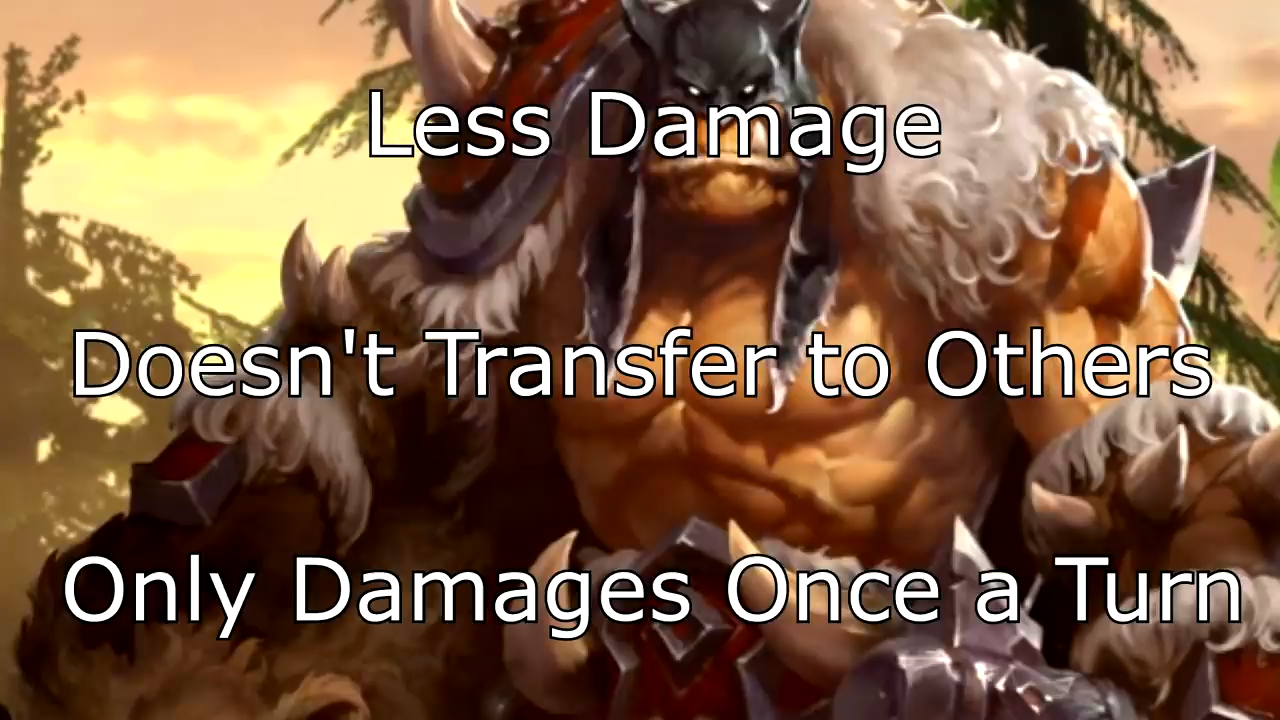 Less Damage
Doesn't Transfer to Others
Only Damages Once a Turn